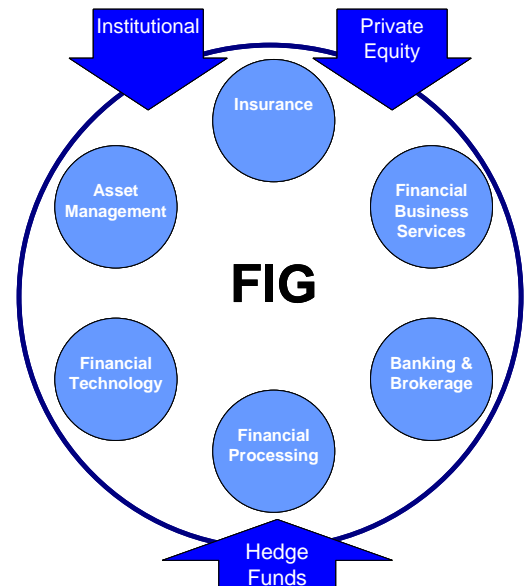 Institutional
Private
Equity
Insurance
Asset
Management
Financial
Business
Services
FIG
Financial
Technology
Banking &
Brokerage
Financial
Processing
Hedge
Funds